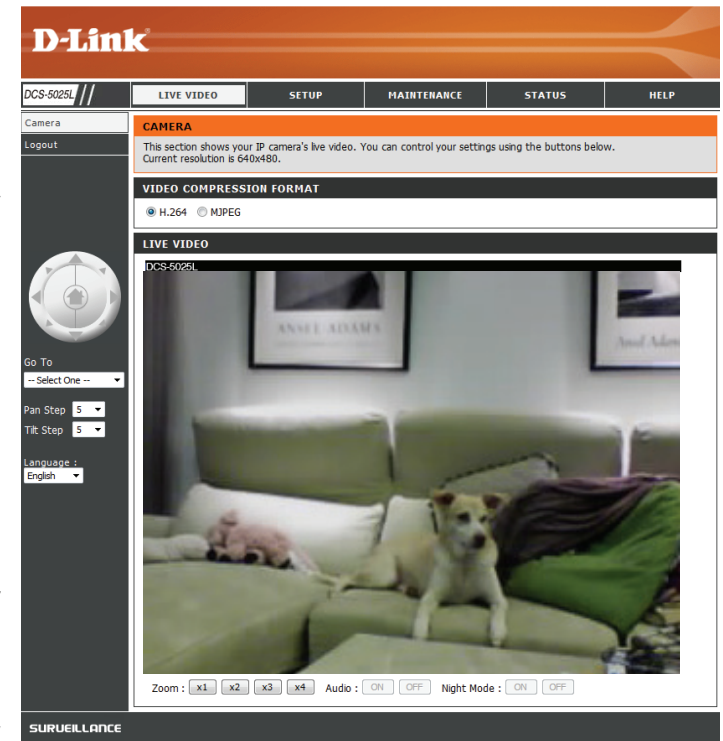 D-Link
DCS-5025L
LIVE VIDEO
SETUP
MAINTENANCE
STATUS
HELP
Camera
Logout
CAMERA
This section shows your IP camera's live video. You can control your settings using the buttons below.
Current resolution is 640x480.
VIDEO COMPRESSION FORMAT
H.264 MJPEG
LIVE VIDEO
DCS-5025L
ANSEL ADAMS
Ansel Adams
Go To
-- Select One --
Pan Step 5
Tilt Step 5
Language :
English
Zoom : x1 x2 x3 x4 Audio : ON OFF Night Mode : ON OFF
SURVEILLANCE